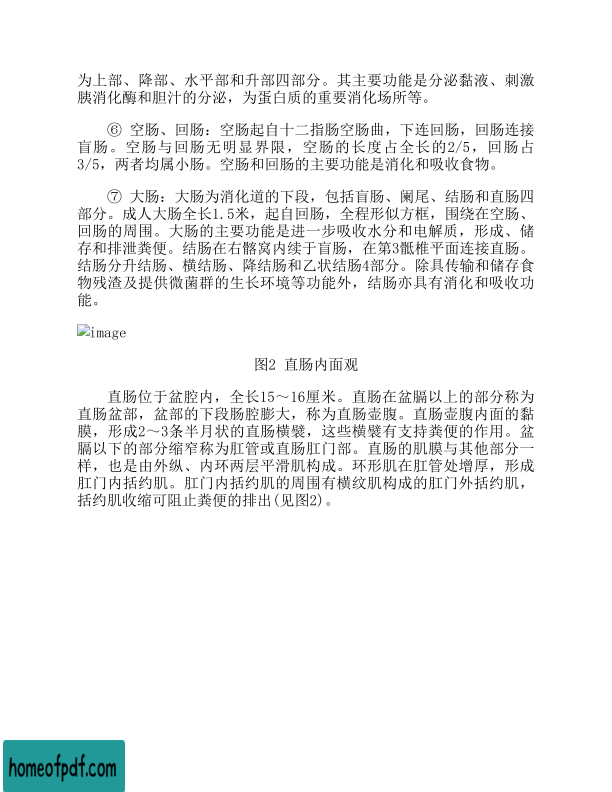 为上部、降部、水平部和升部四部分。其主要功能是分泌黏液、刺激
胰消化酶和胆汁的分泌，为蛋白质的重要消化场所等。
⑥ 空肠、回肠：空肠起自十二指肠空肠曲，下连回肠，回肠连接
盲肠。空肠与回肠无明显界限，空肠的长度占全长的2/5，回肠占
3/5，两者均属小肠。空肠和回肠的主要功能是消化和吸收食物。
⑦ 大肠：大肠为消化道的下段，包括盲肠、阑尾、结肠和直肠四
部分。成人大肠全长1.5米，起自回肠，全程形似方框，围绕在空肠、
回肠的周围。大肠的主要功能是进一步吸收水分和电解质，形成、储
存和排泄粪便。结肠在右髂窝内续于盲肠，在第3骶椎平面连接直肠。
结肠分升结肠、横结肠、降结肠和乙状结肠4部分。除具传输和储存食
物残渣及提供微菌群的生长环境等功能外，结肠亦具有消化和吸收功
能。
image
图2 直肠内面观
直肠位于盆腔内，全长15～16厘米。直肠在盆膈以上的部分称为
直肠盆部，盆部的下段肠腔膨大，称为直肠壶腹。直肠壶腹内面的黏
膜，形成2～3条半月状的直肠横襞，这些横襞有支持粪便的作用。盆
膈以下的部分缩窄称为肛管或直肠肛门部。直肠的肌膜与其他部分一
样，也是由外纵、内环两层平滑肌构成。环形肌在肛管处增厚，形成
肛门内括约肌。肛门内括约肌的周围有横纹肌构成的肛门外括约肌，
括约肌收缩可阻止粪便的排出(见图2)。
homeofpdf.com